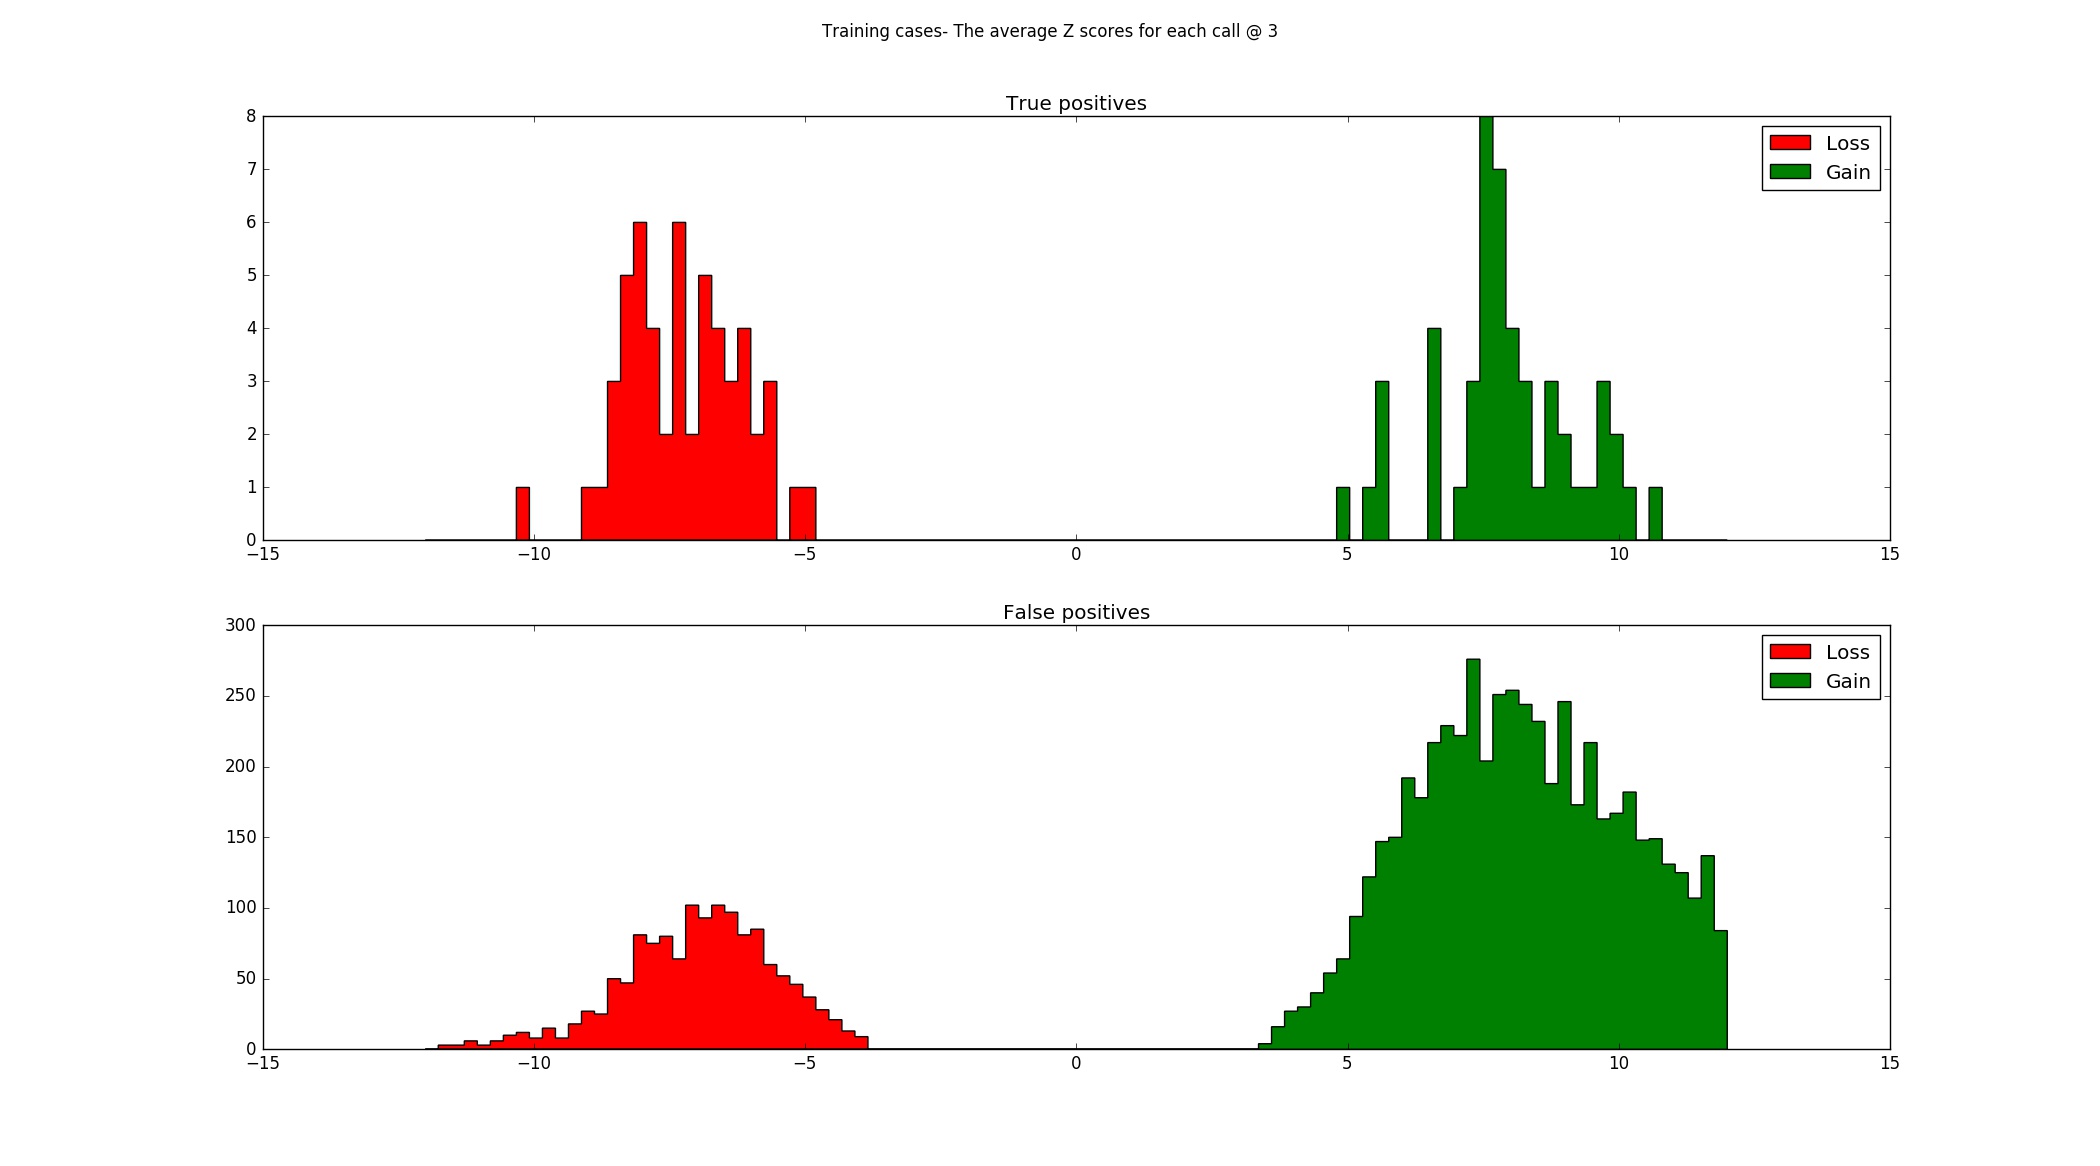 Training cases- The average Z scores for each call @ 3
True positives
8
7
6
5
4
3
2
1
0
Loss
Gain
−15 −10 −5 0 5 10 15
False positives
300
250
200
150
100
50
0
Loss
Gain
−15 −10 −5 0 5 10 15